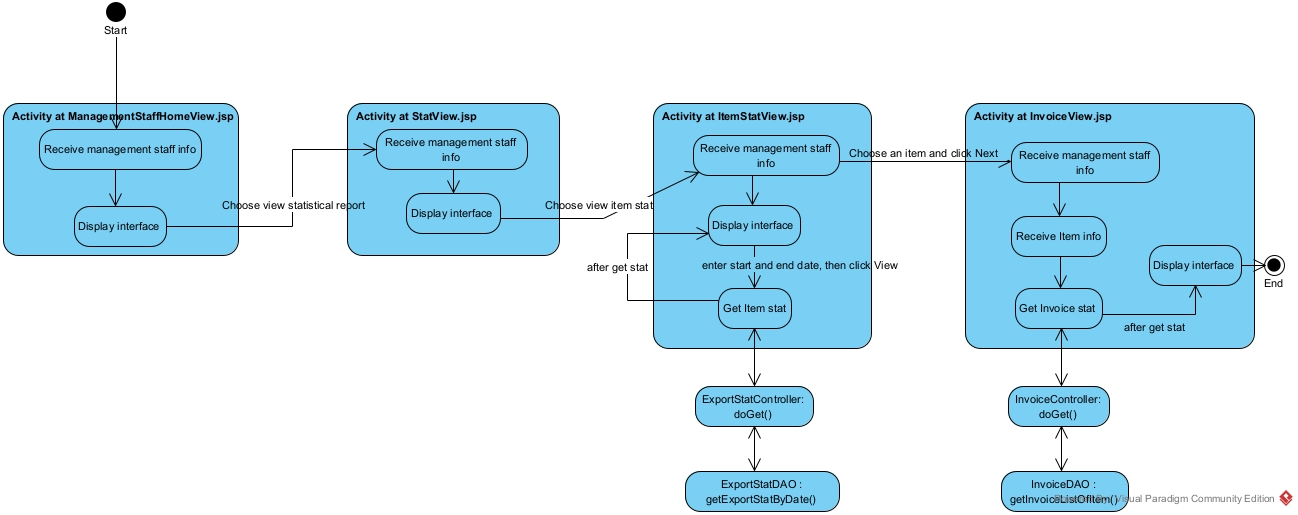 Start
Activity at ManagementStaffHomeView.jsp
Receive management staff info
Display interface
Choose view statistical report
Activity at StatView.jsp
Receive management staff
info
Display interface
Choose view item stat
Activity at ItemStatView.jsp
Receive management staff
info
Display interface
enter start and end date, then click View
after get stat
Get Item stat
ExportStatController:
doGet()
ExportStatDAO :
getExportStatByDate()
Choose an item and click Next
Activity at InvoiceView.jsp
Receive management staff
info
Receive Item info
Get Invoice stat
after get stat
Display interface
End
InvoiceController:
doGet()
InvoiceDAO :
getInvoiceListOfItem()
Visual Paradigm Community Edition